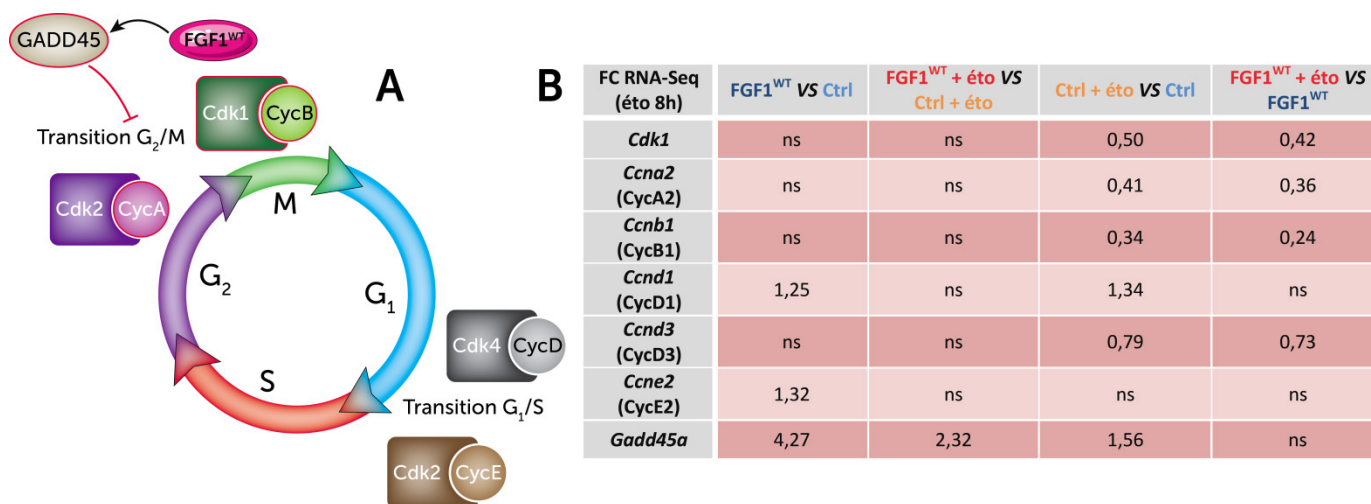 GADD45
FGF1WT
A
Transition G2/M
Cdk1
CycB
Cdk2
CycA
M
G2
G1
S
Cdk4
CycD
Transition G1/S
Cdk2
CycE
B
FC RNA-Seq
(éto 8h)
FGF1WT VS Ctrl
FGF1WT + éto VS
Ctrl + éto
Ctrl + éto VS Ctrl
FGF1WT + éto VS
FGF1WT
Cdk1
ns
ns
0,50
0,42
Ccna2
(CycA2)
ns
ns
0,41
0,36
Ccnb1
(CycB1)
ns
ns
0,34
0,24
Ccnd1
(CycD1)
1,25
ns
1,34
ns
Ccnd3
(CycD3)
ns
ns
0,79
0,73
Ccne2
(CycE2)
1,32
ns
ns
ns
Gadd45a
4,27
2,32
1,56
ns